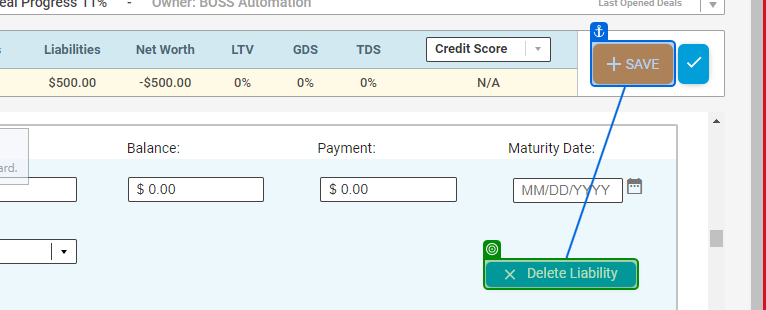 Progress 11% - Owner: BOSS Automation
Last Opened Deals
Liabilities Net Worth LTV GDS TDS Credit Score
$500.00 -$500.00 0% 0% 0% N/A
+ SAVE
ard.
Balance: Payment: Maturity Date:
$ 0.00 $ 0.00 MM/DD/YYYY
× Delete Liability